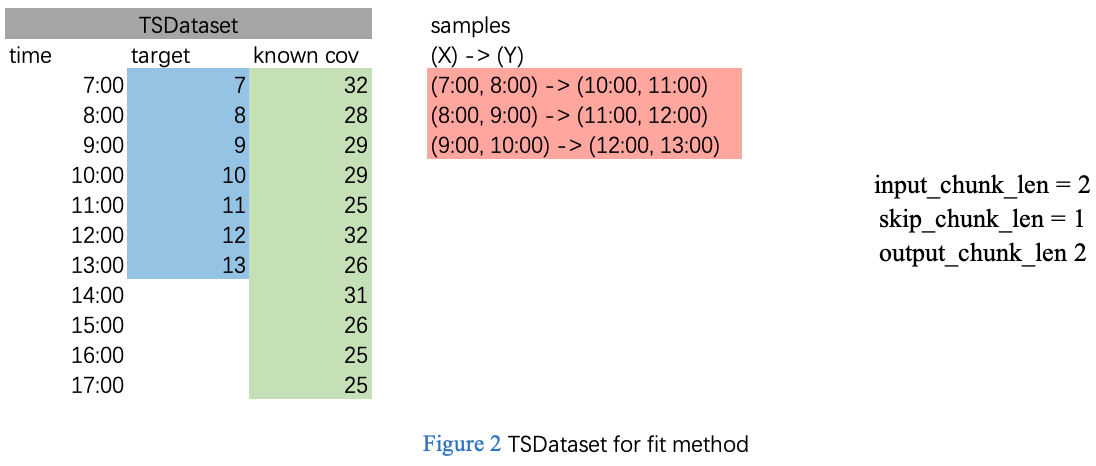 TSDataset
time target known cov
7:00 7 32
8:00 8 28
9:00 9 29
10:00 10 29
11:00 11 25
12:00 12 32
13:00 13 26
14:00 31
15:00 26
16:00 25
17:00 25
samples
(X) -> (Y)
(7:00, 8:00) -> (10:00, 11:00)
(8:00, 9:00) -> (11:00, 12:00)
(9:00, 10:00) -> (12:00, 13:00)
input_chunk_len = 2
skip_chunk_len = 1
output_chunk_len 2
Figure 2 TSDataset for fit method